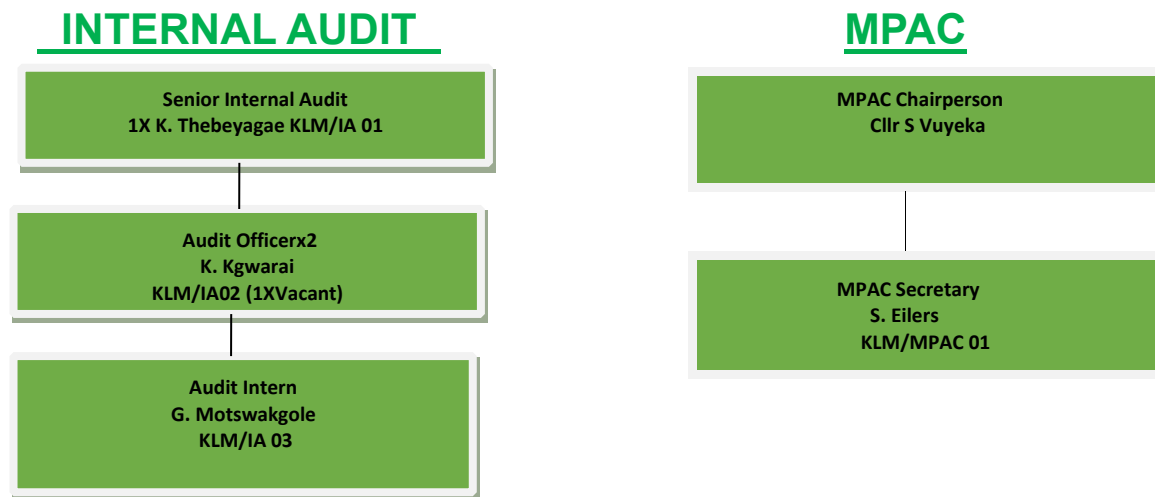 INTERNAL AUDIT
Senior Internal Audit
1X K. Thebeyagae KLM/IA 01
Audit Officerx2
K. Kgwarai
KLM/IA02 (1XVacant)
Audit Intern
G. Motswakgole
KLM/IA 03
MPAC
MPAC Chairperson
Cllr S Vuyeka
MPAC Secretary
S. Eilers
KLM/MPAC 01